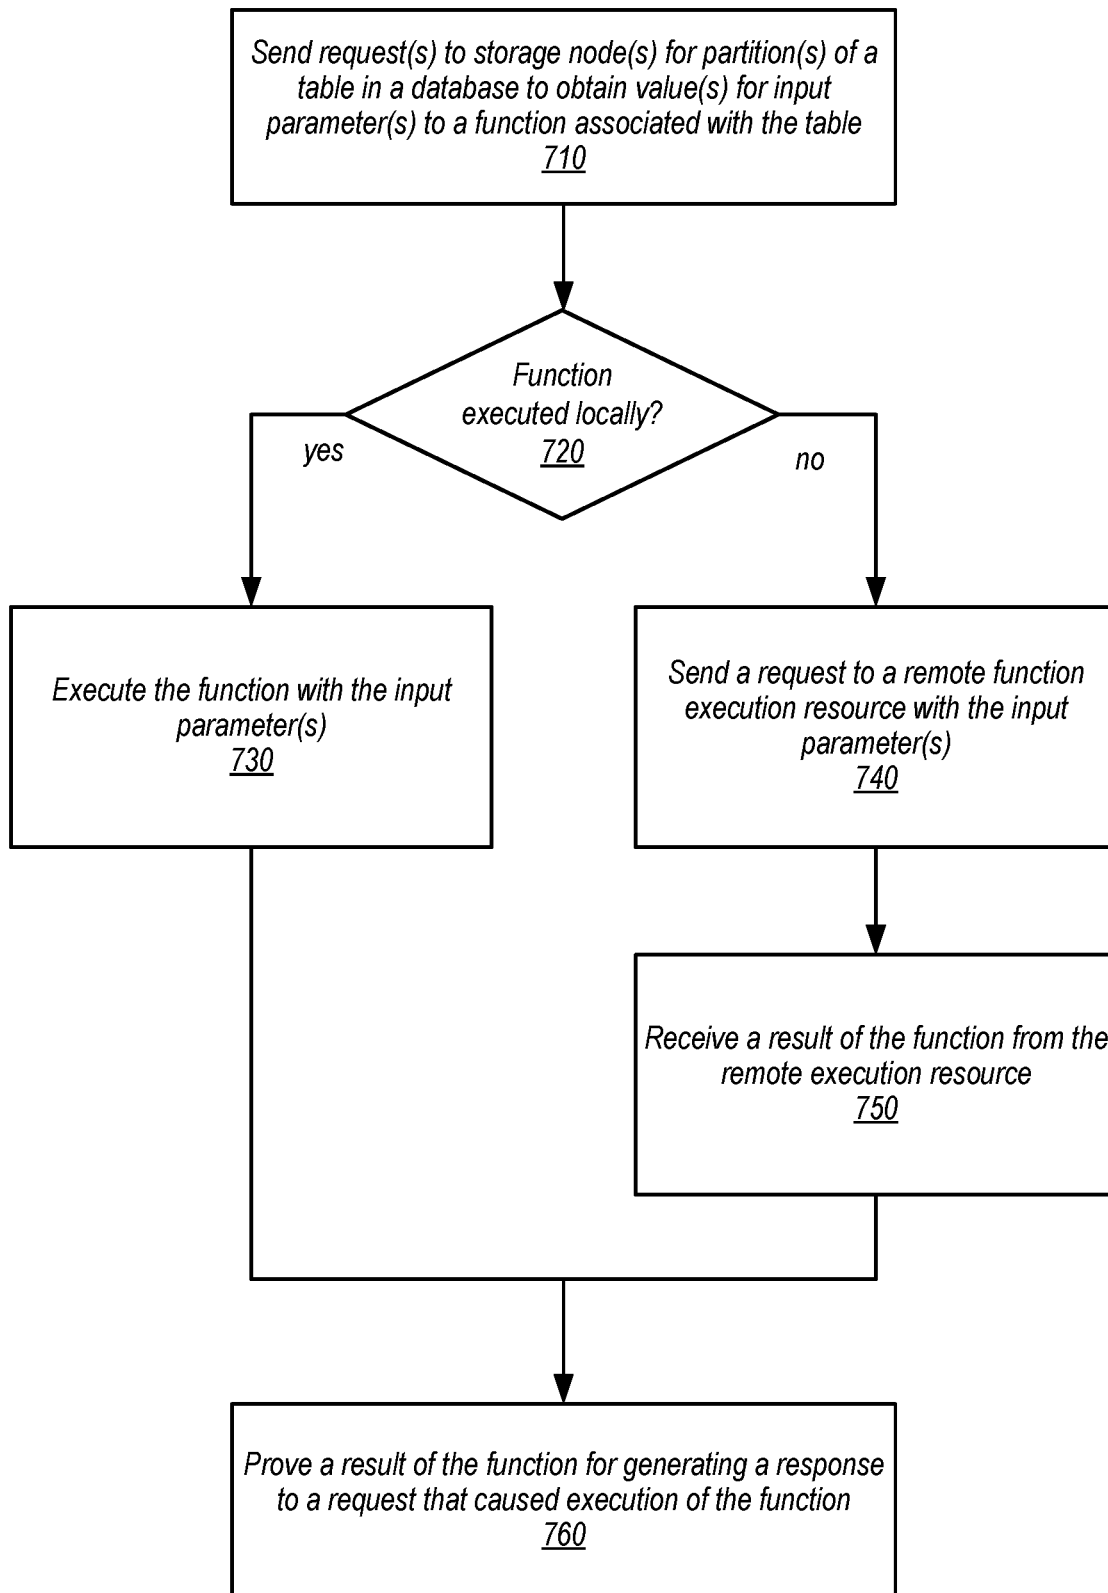 Send request(s) to storage node(s) for partition(s) of a
table in a database to obtain value(s) for input
parameter(s) to a function associated with the table
710
Function
executed locally?
720
yes
no
Execute the function with the input
parameter(s)
730
Send a request to a remote function
execution resource with the input
parameter(s)
740
Receive a result of the function from the
remote execution resource
750
Prove a result of the function for generating a response
to a request that caused execution of the function
760